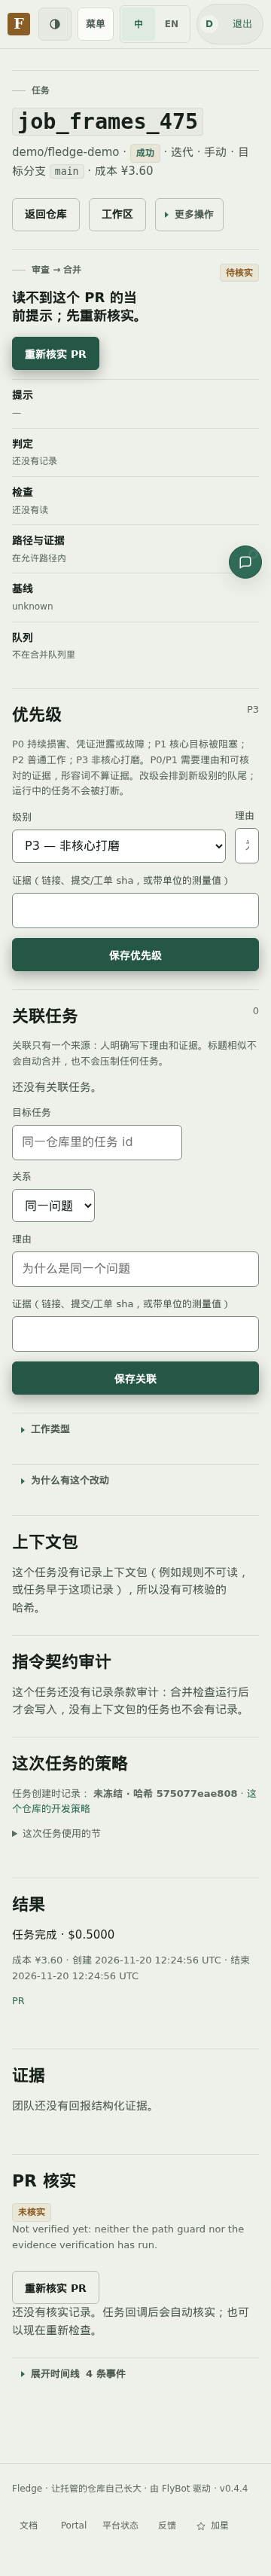 F 菜单 中 EN D 退出
任务
job_frames_475
demo/fledge-demo · 成功 · 迭代 · 手动 · 目
标分支 main · 成本 ¥3.60
返回仓库 工作区 更多操作
审查 → 合并 待核实
读不到这个 PR 的当
前提示；先重新核实。
重新核实 PR
提示
—
判定
还没有记录
检查
还没有读
路径与证据
在允许路径内
基线
unknown
队列
不在合并队列里
优先级 P3
P0 持续损害、凭证泄露或故障；P1 核心目标被阻塞；
P2 普通工作；P3 非核心打磨。P0/P1 需要理由和可核
对的证据，形容词不算证据。改级会排到新级别的队尾；
运行中的任务不会被打断。
级别 理由
P3 — 非核心打磨
证据（链接、提交/工单 sha，或带单位的测量值）
保存优先级
关联任务 0
关联只有一个来源：人明确写下理由和证据。标题相似不
会自动合并，也不会压制任何任务。
还没有关联任务。
目标任务
同一仓库里的任务 id
关系
同一问题
理由
为什么是同一个问题
证据（链接、提交/工单 sha，或带单位的测量值）
保存关联
工作类型
为什么有这个改动
上下文包
这个任务没有记录上下文包（例如规则不可读，
或任务早于这项记录），所以没有可核验的
哈希。
指令契约审计
这个任务还没有记录条款审计：合并检查运行后
才会写入，没有上下文包的任务也不会有记录。
这次任务的策略
任务创建时记录： 未冻结 · 哈希 575077eae808 · 这
个仓库的开发策略
这次任务使用的节
结果
任务完成 · $0.5000
成本 ¥3.60 · 创建 2026-11-20 12:24:56 UTC · 结束
2026-11-20 12:24:56 UTC
PR
证据
团队还没有回报结构化证据。
PR 核实
未核实
Not verified yet: neither the path guard nor the
evidence verification has run.
重新核实 PR
还没有核实记录。任务回调后会自动核实；也可
以现在重新检查。
展开时间线 4 条事件
Fledge · 让托管的仓库自己长大 · 由 FlyBot 驱动 · v0.4.4
文档 Portal 平台状态 反馈 加星